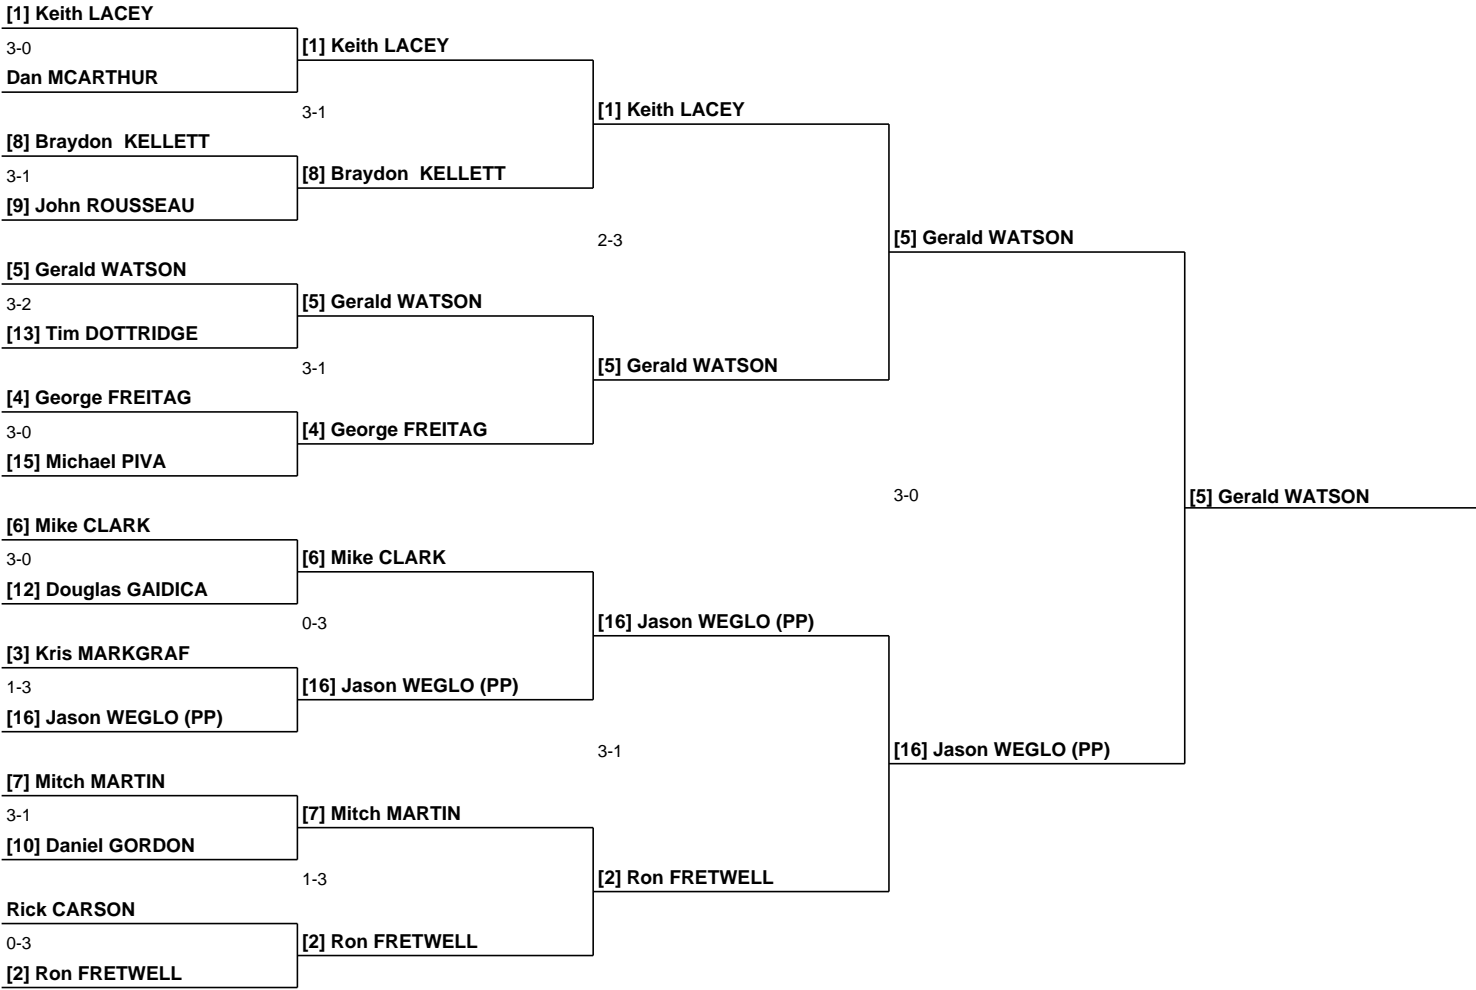 [1] Keith LACEY
3-0
Dan MCARTHUR
[8] Braydon  KELLETT
3-1
[9] John ROUSSEAU
[5] Gerald WATSON
3-2
[13] Tim DOTTRIDGE
[4] George FREITAG
3-0
[15] Michael PIVA
[6] Mike CLARK
3-0
[12] Douglas GAIDICA
[3] Kris MARKGRAF
1-3
[16] Jason WEGLO (PP)
[7] Mitch MARTIN
3-1
[10] Daniel GORDON
Rick CARSON
0-3
[2] Ron FRETWELL
[1] Keith LACEY
3-1
[8] Braydon  KELLETT
[5] Gerald WATSON
3-1
[4] George FREITAG
[6] Mike CLARK
0-3
[16] Jason WEGLO (PP)
[7] Mitch MARTIN
1-3
[2] Ron FRETWELL
[1] Keith LACEY
2-3
[5] Gerald WATSON
[16] Jason WEGLO (PP)
3-1
[2] Ron FRETWELL
[5] Gerald WATSON
3-0
[16] Jason WEGLO (PP)
[5] Gerald WATSON